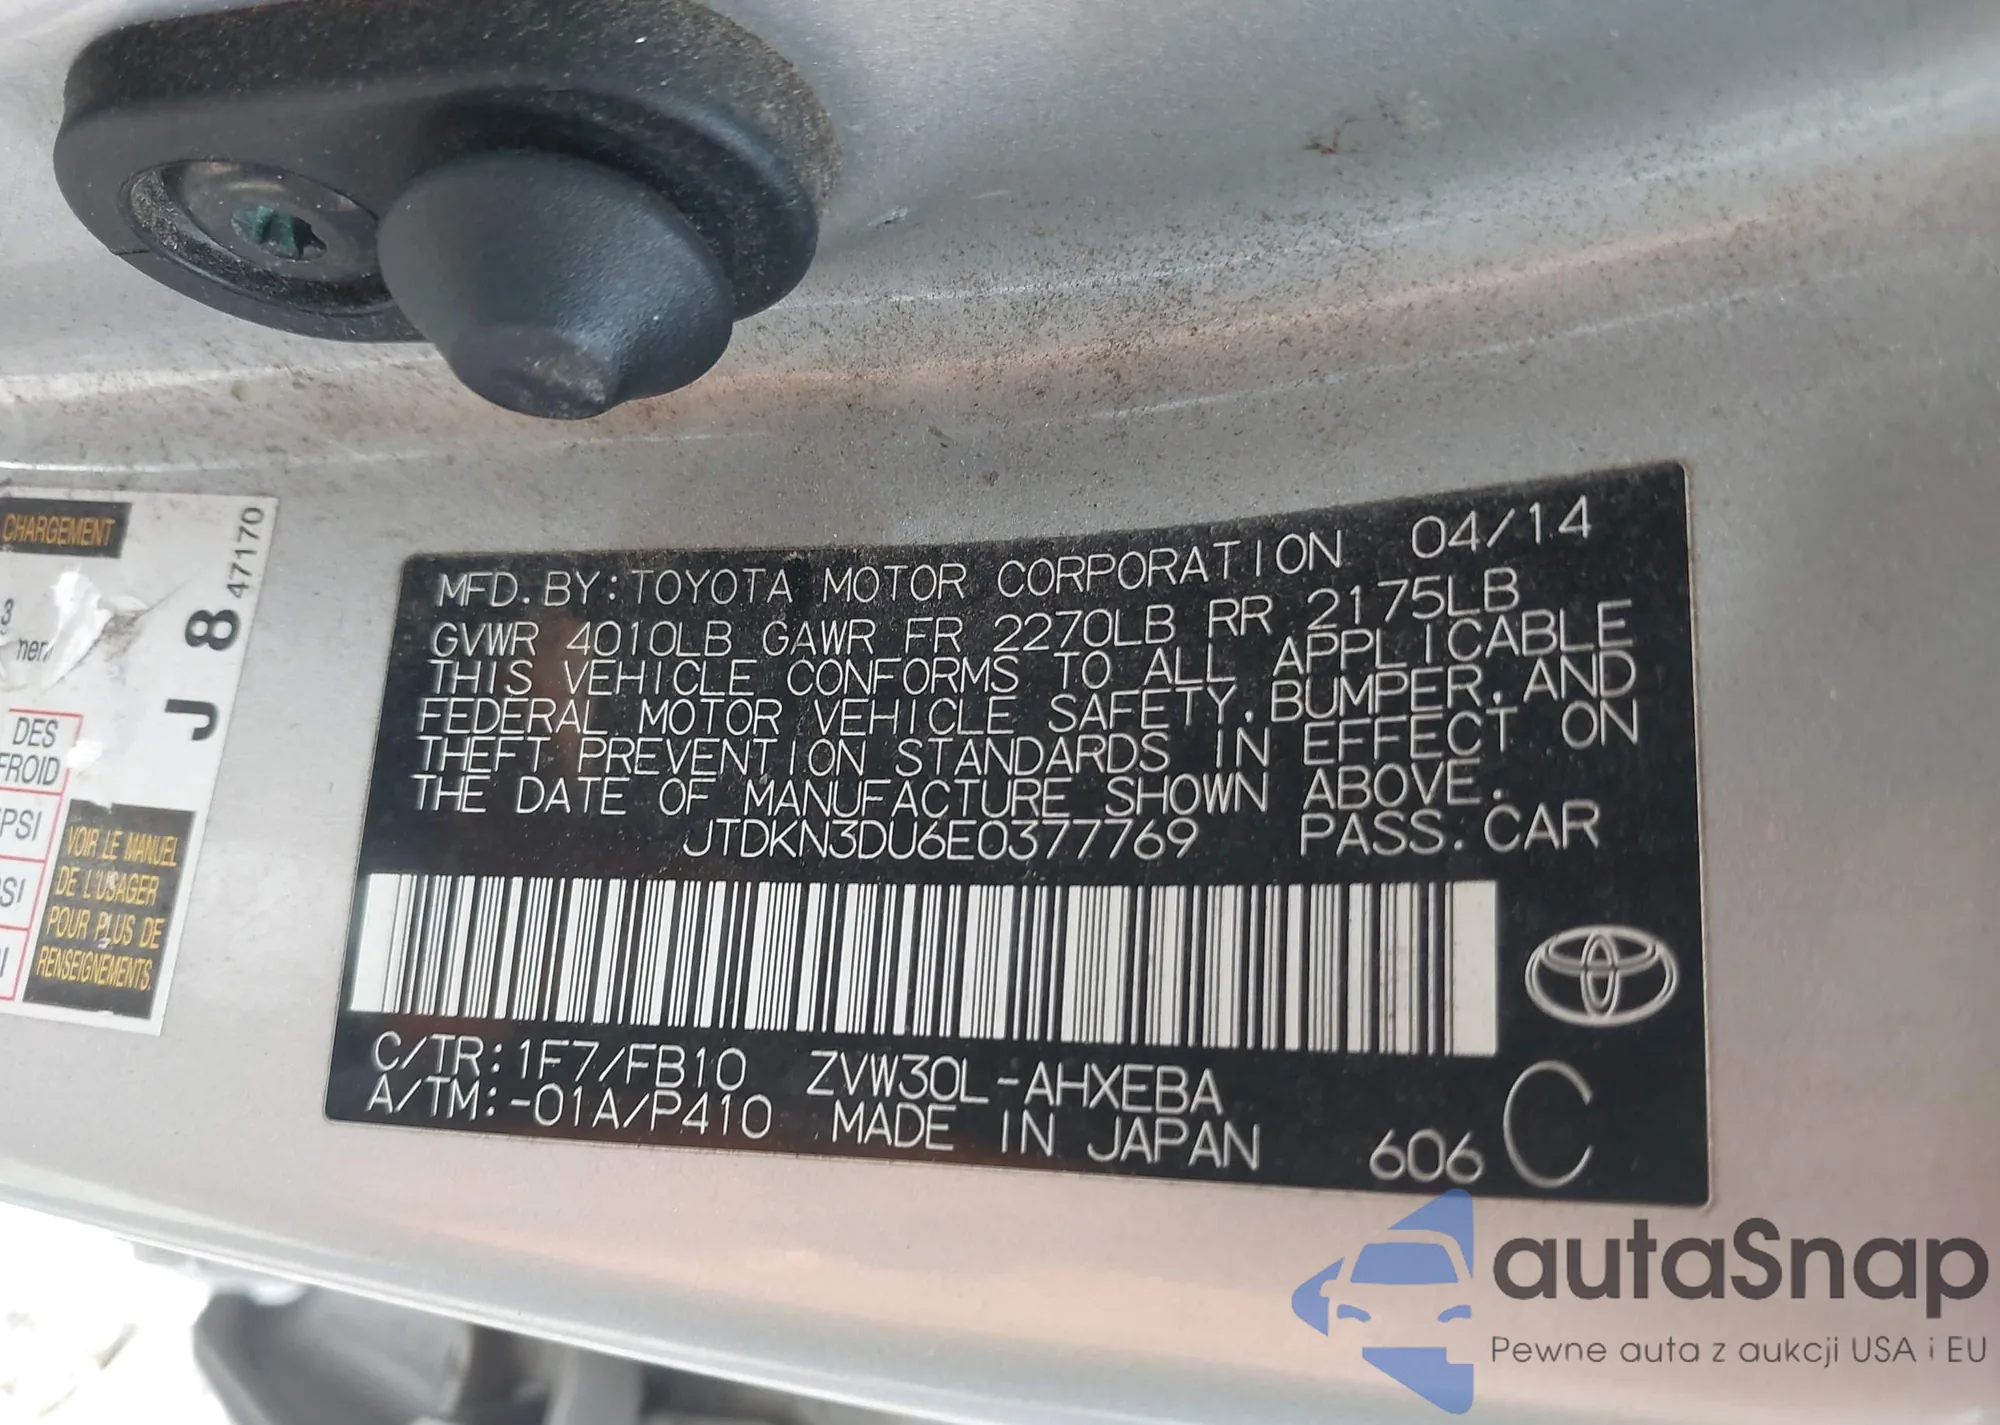 CHARGEMENT
J 8 47170
3
DES
FROID
PSI
VOIR LE MANUEL
DE L'USAGER
POUR PLUS DE
RENSEIGNEMENTS.
MFD. BY: TOYOTA MOTOR CORPORATION 04/14
GVWR 4010LB GAWR FR 2270LB RR 2175LB
THIS VEHICLE CONFORMS TO ALL APPLICABLE
FEDERAL MOTOR VEHICLE SAFETY, BUMPER, AND
THEFT PREVENTION STANDARDS IN EFFECT ON
THE DATE OF MANUFACTURE SHOWN ABOVE.
JTDKN3DU6E0377769 PASS. CAR
C/TR: 1F7/FB10 ZVW30L-AHXEBA
A/TM: -01A/P410 MADE IN JAPAN 606 C
autaSnap
Pewne auta z aukcji USA i EU